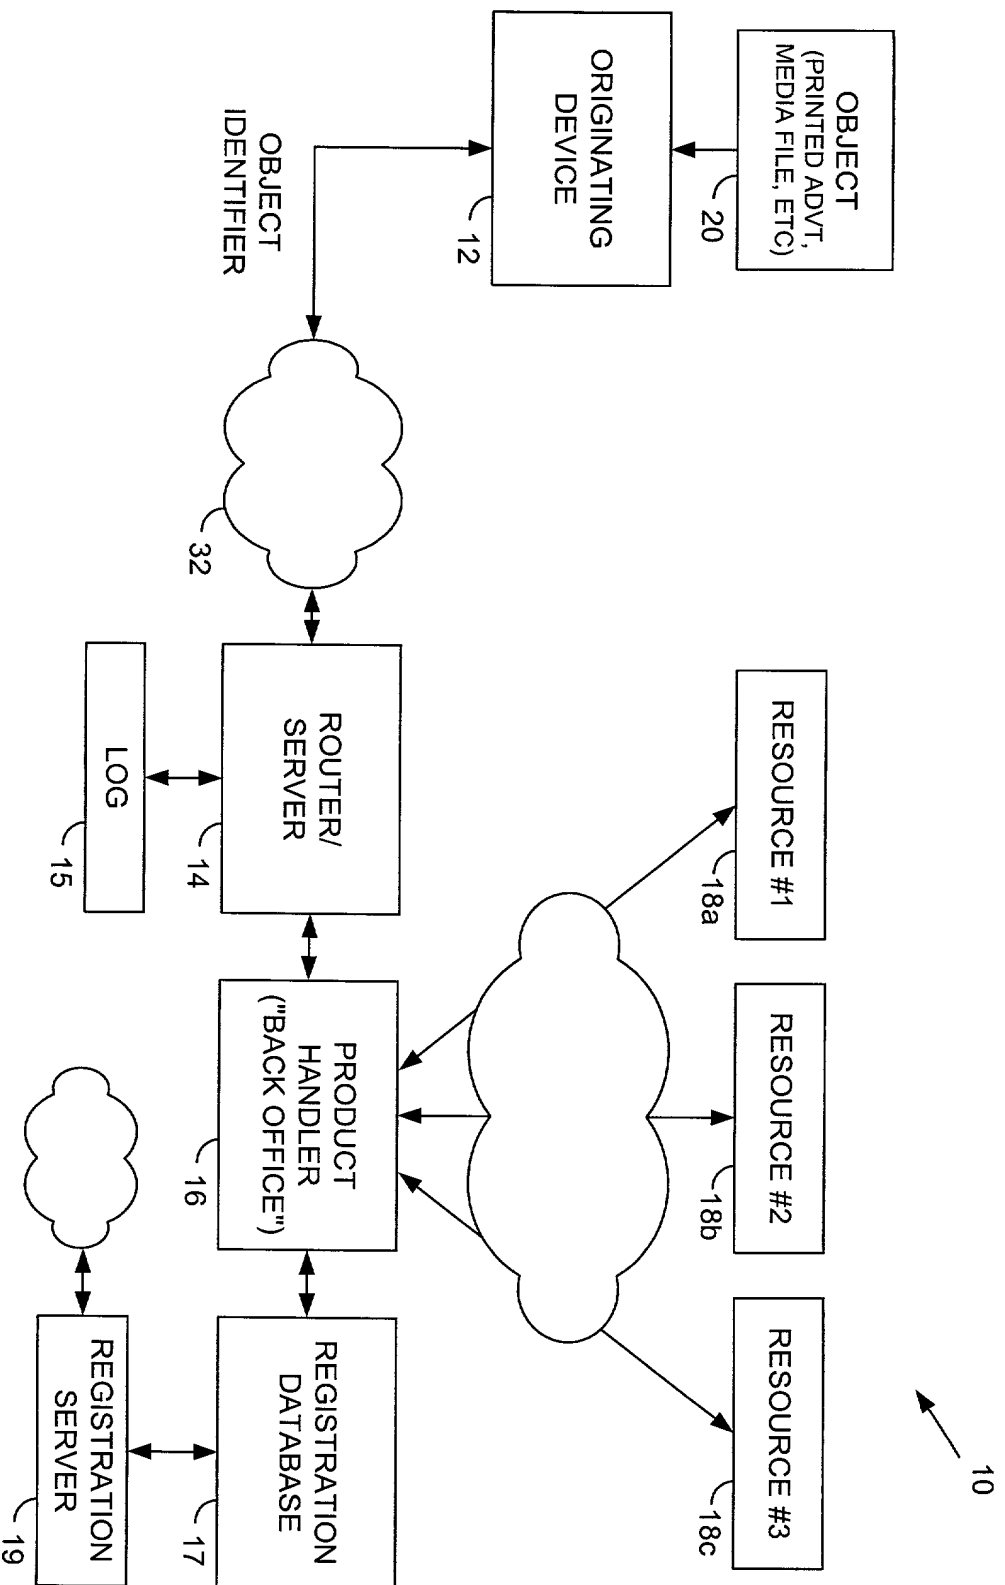 10
OBJECT
(PRINTED ADVT,
MEDIA FILE, ETC)
20
RESOURCE #1
18a
RESOURCE #2
18b
RESOURCE #3
18c
ORIGINATING
DEVICE
12
OBJECT
IDENTIFIER
32
ROUTER/
SERVER
14
PRODUCT
HANDLER
("BACK OFFICE")
16
REGISTRATION
DATABASE
17
LOG
15
REGISTRATION
SERVER
19